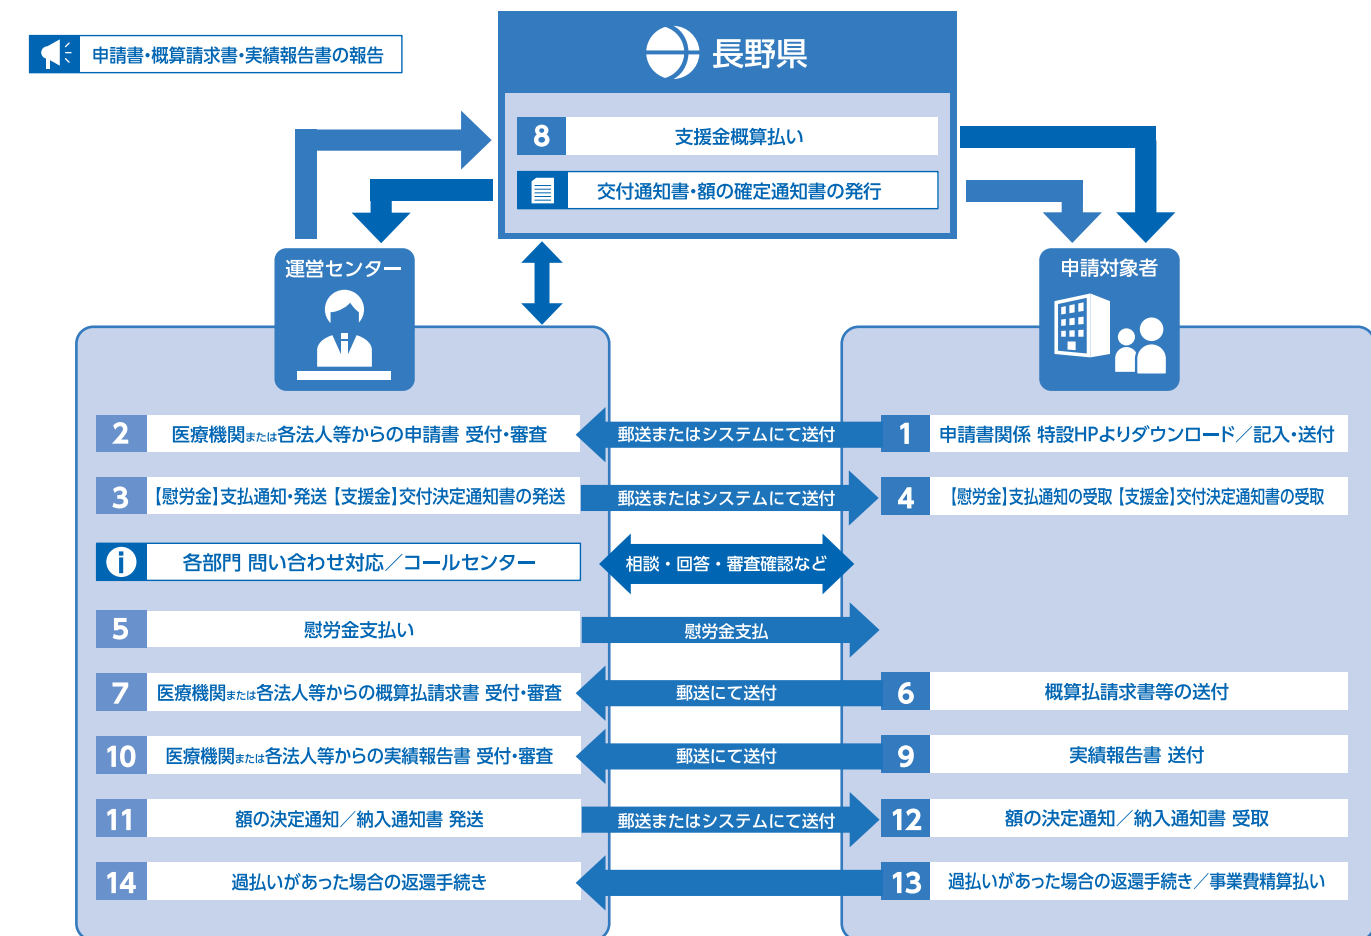 申請書・概算請求書・実績報告書の報告
長野県
8 支援金概算払い
交付通知書・額の確定通知書の発行
運営センター
申請対象者
2 医療機関または各法人等からの申請書 受付・審査
郵送またはシステムにて送付
1 申請書関係 特設HPよりダウンロード／記入・送付
3 【慰労金】支払通知・発送【支援金】交付決定通知書の発送
郵送またはシステムにて送付
4 【慰労金】支払通知の受取【支援金】交付決定通知書の受取
i 各部門 問い合わせ対応／コールセンター
相談・回答・審査確認など
5 慰労金支払い
慰労金支払
7 医療機関または各法人等からの概算払請求書 受付・審査
郵送にて送付
6 概算払請求書等の送付
10 医療機関または各法人等からの実績報告書 受付・審査
郵送にて送付
9 実績報告書 送付
11 額の決定通知／納入通知書 発送
郵送またはシステムにて送付
12 額の決定通知／納入通知書 受取
14 過払いがあった場合の返還手続き
13 過払いがあった場合の返還手続き／事業費精算払い